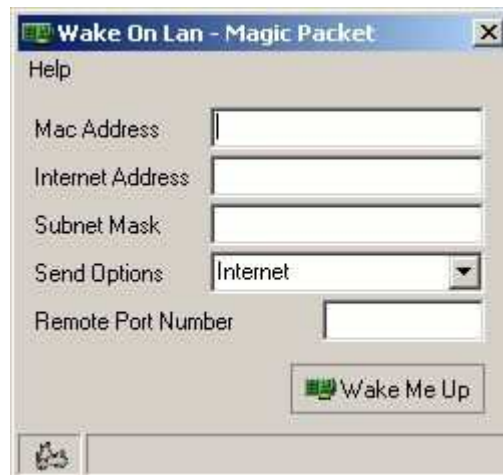 Wake On Lan - Magic Packet
Help
Mac Address
Internet Address
Subnet Mask
Send Options Internet
Remote Port Number
Wake Me Up